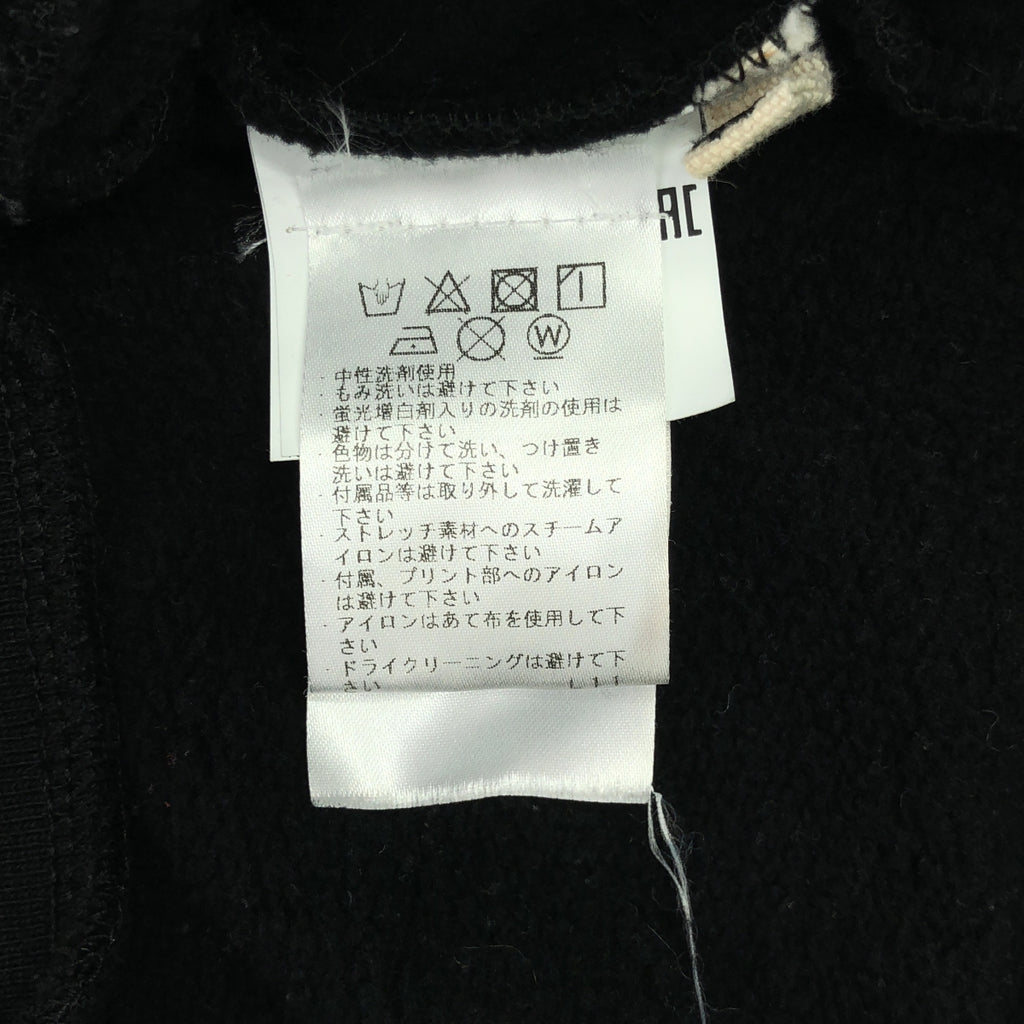 AC
W
・中性洗剤使用
・もみ洗いは避けて下さい
・蛍光増白剤入りの洗剤の使用は
避けて下さい
・色物は分けて洗い、つけ置き
洗いは避けて下さい
・付属品等は取り外して洗濯して
下さい
・ストレッチ素材へのスチームア
イロンは避けて下さい
・付属、プリント部へのアイロン
は避けて下さい
・アイロンはあて布を使用して下
さい
・ドライクリーニングは避けて下
さい